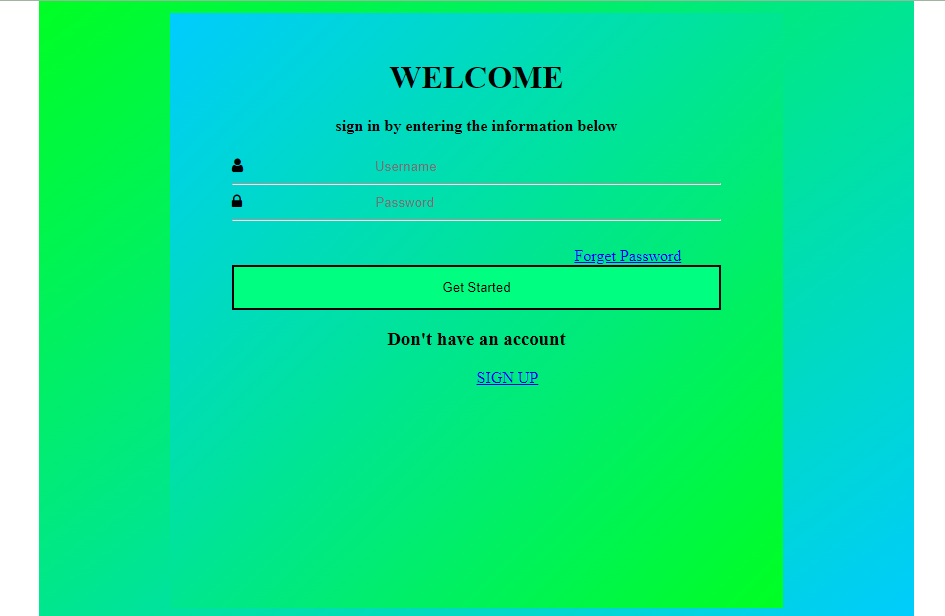 WELCOME
sign in by entering the information below
Username
Password
Forget Password
Get Started
Don't have an account
SIGN UP